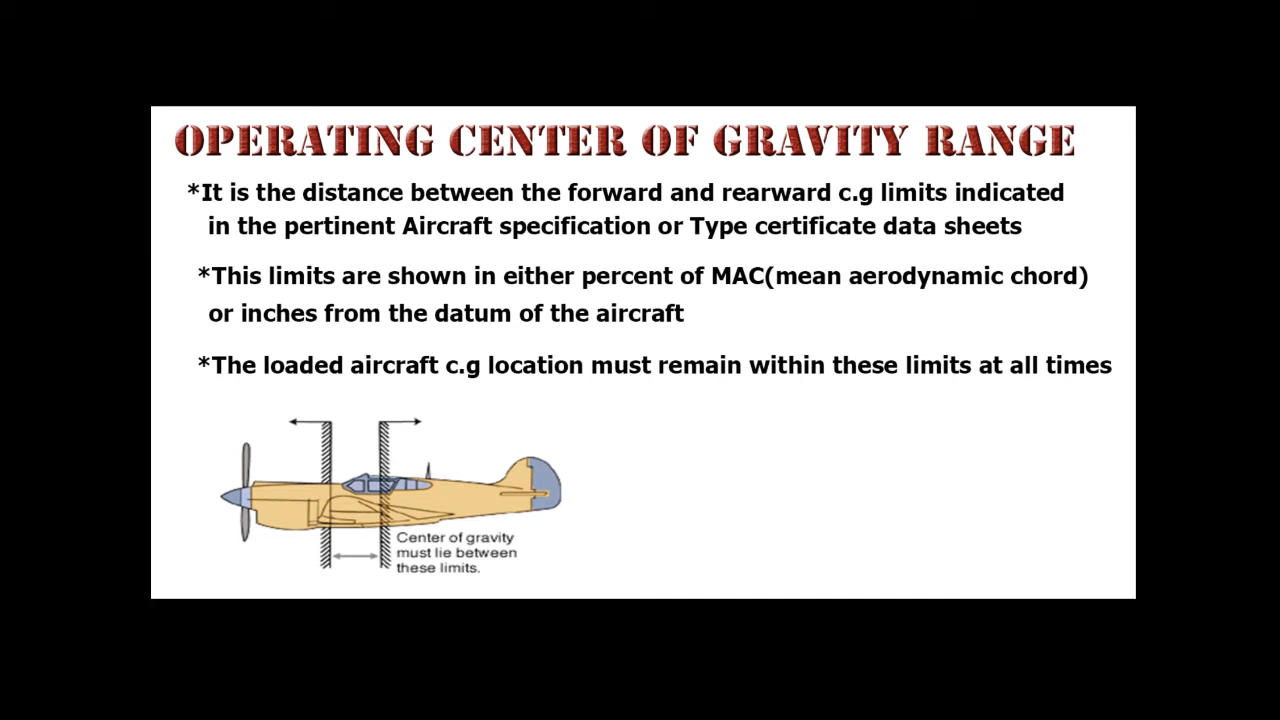 OPERATING CENTER OF GRAVITY RANGE
*It is the distance between the forward and rearward c.g limits indicated
in the pertinent Aircraft specification or Type certificate data sheets
*This limits are shown in either percent of MAC(mean aerodynamic chord)
or inches from the datum of the aircraft
*The loaded aircraft c.g location must remain within these limits at all times
Center of gravity
must lie between
these limits.